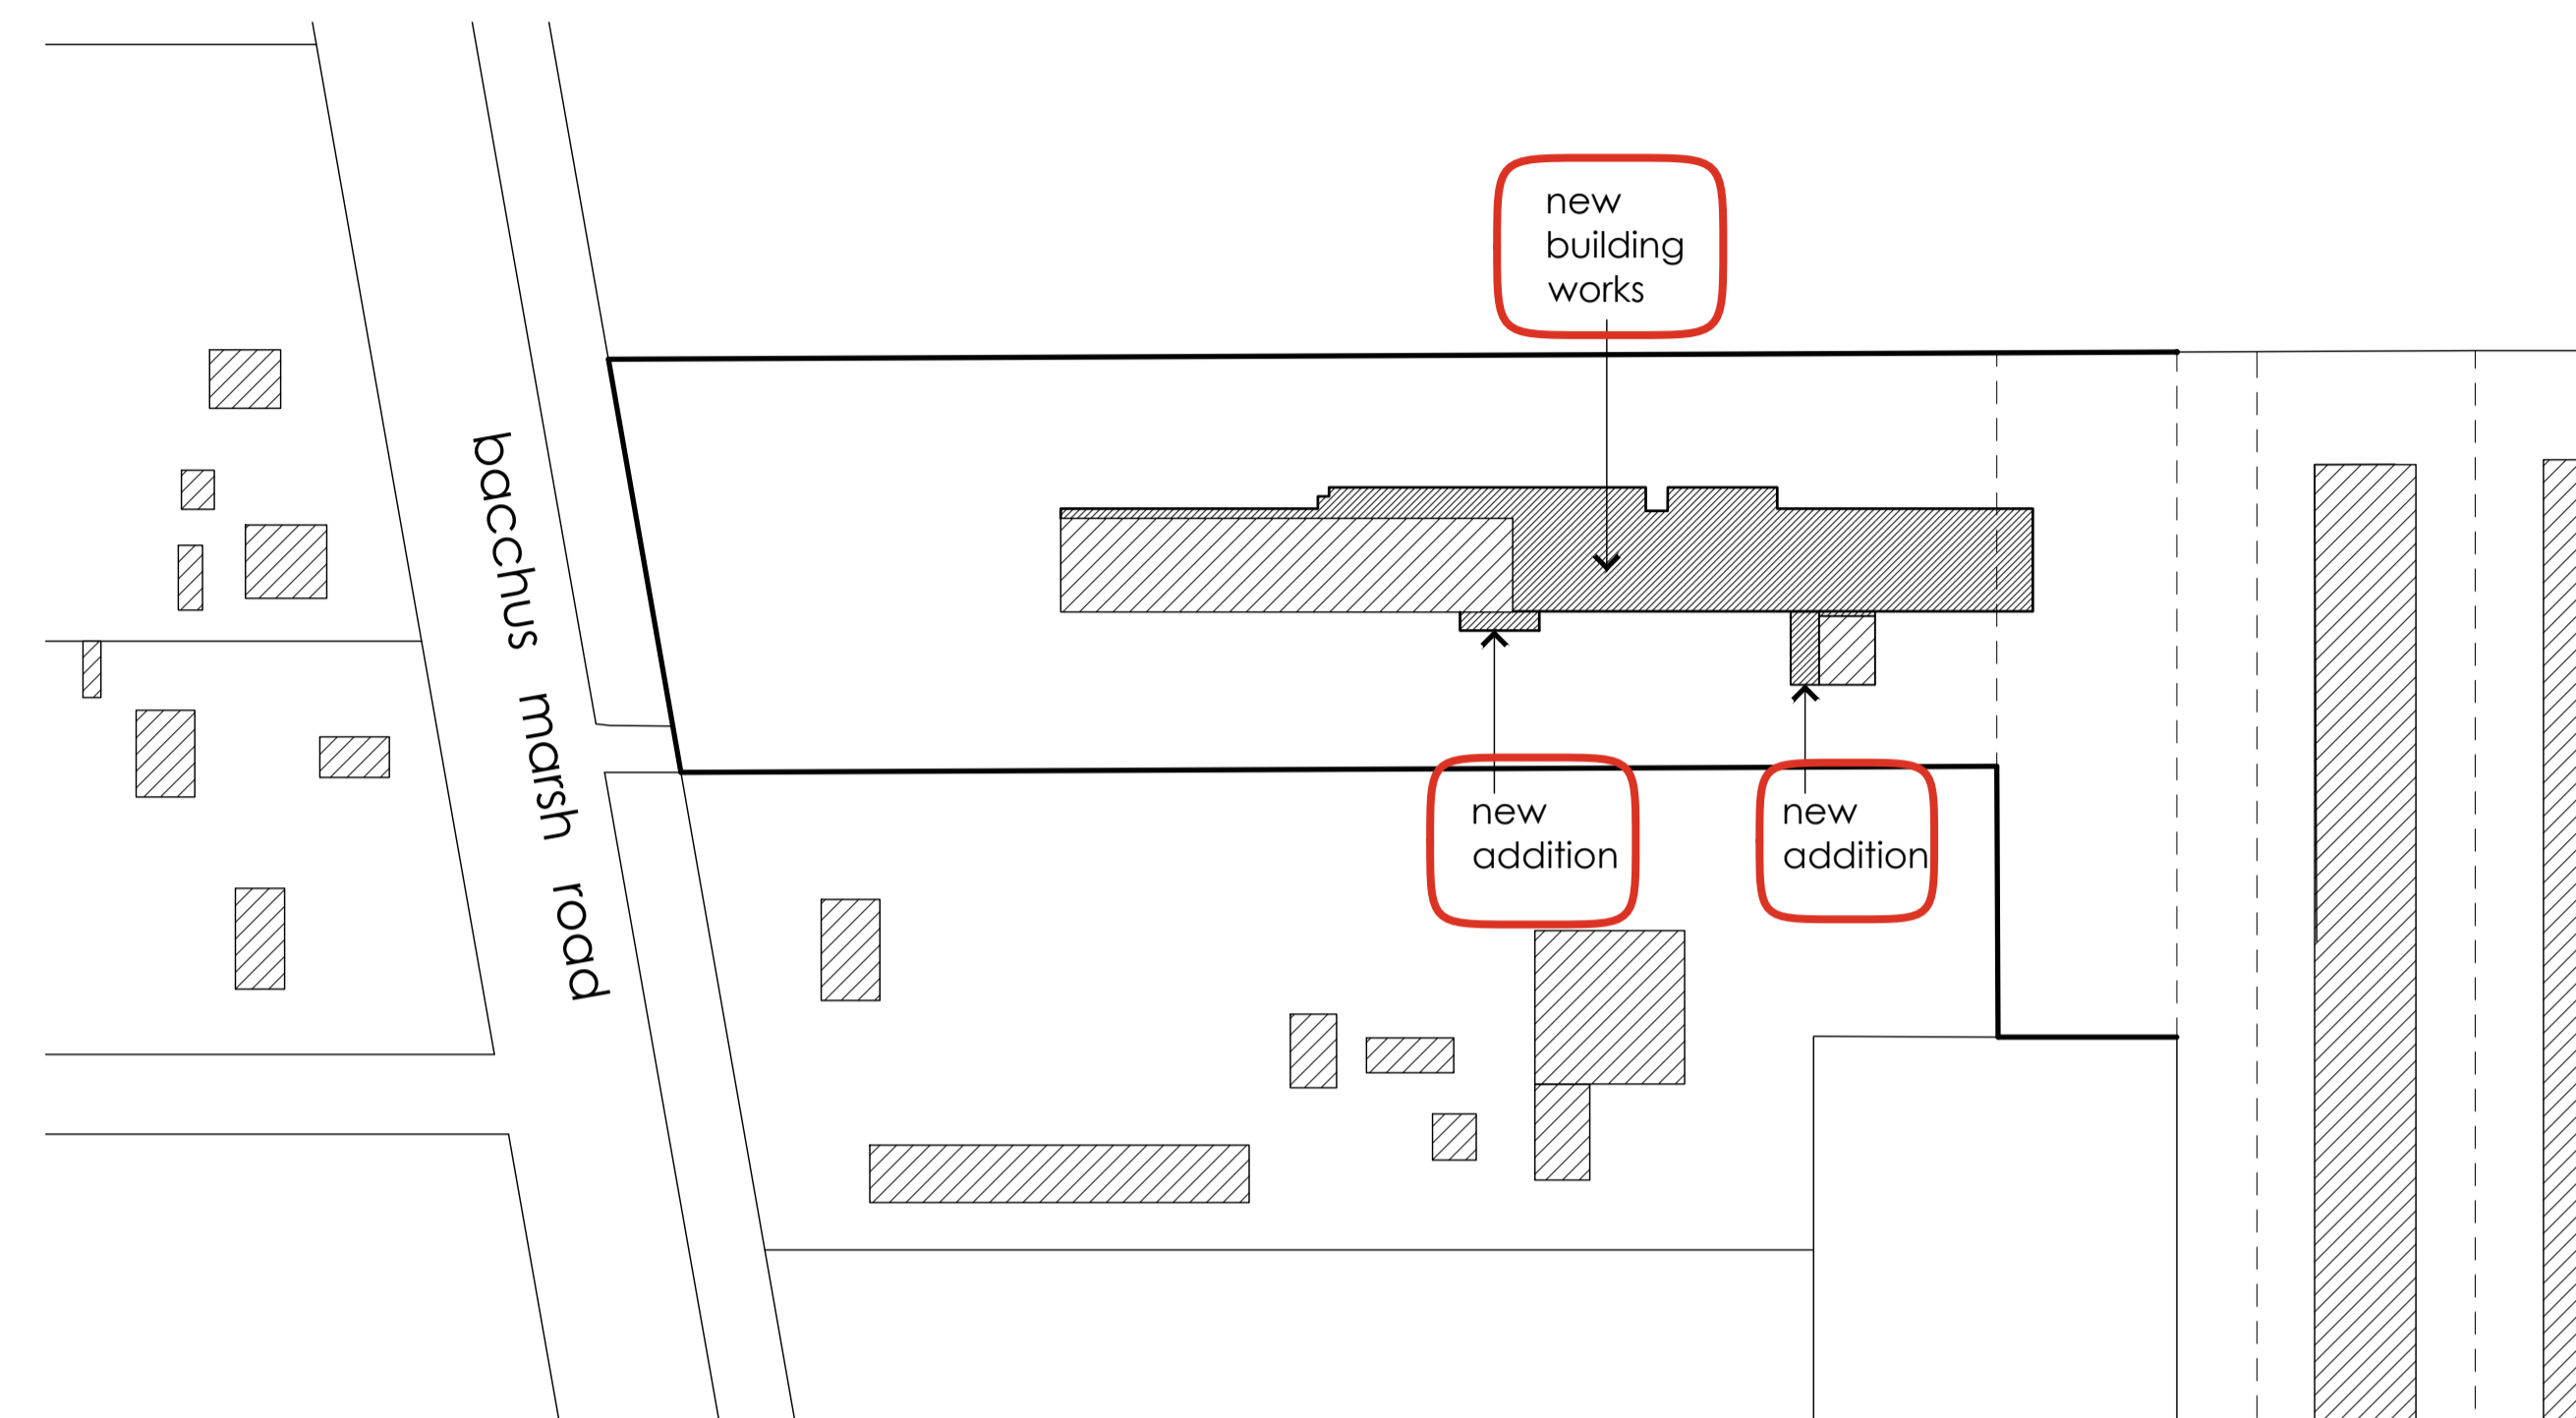 new
building
works
bacchus marsh road
new
addition
new
addition